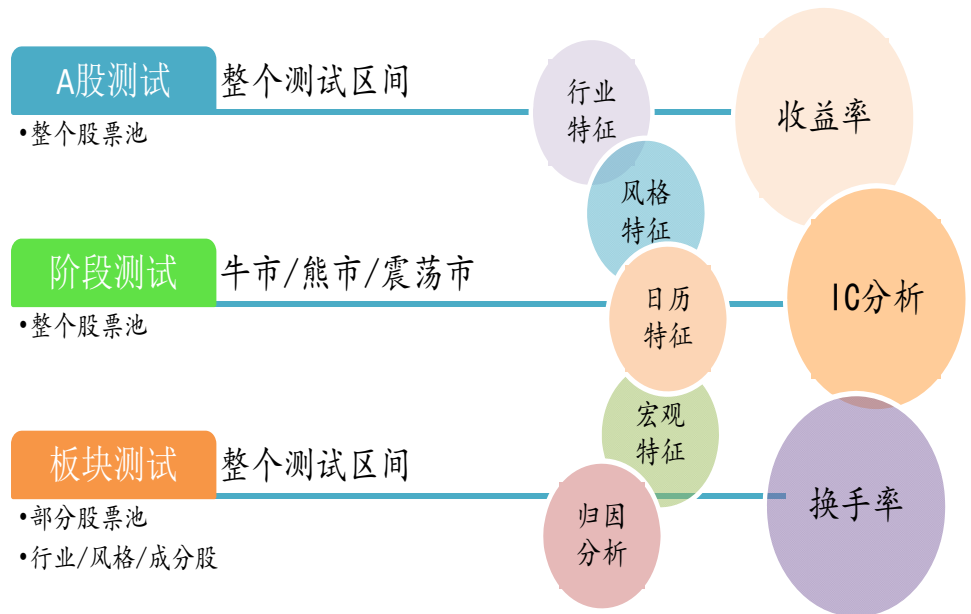 A股测试
整个测试区间
•整个股票池
行业
特征
收益率
风格
特征
阶段测试
牛市/熊市/震荡市
•整个股票池
日历
特征
IC分析
宏观
特征
板块测试
整个测试区间
•部分股票池
•行业/风格/成分股
归因
分析
换手率